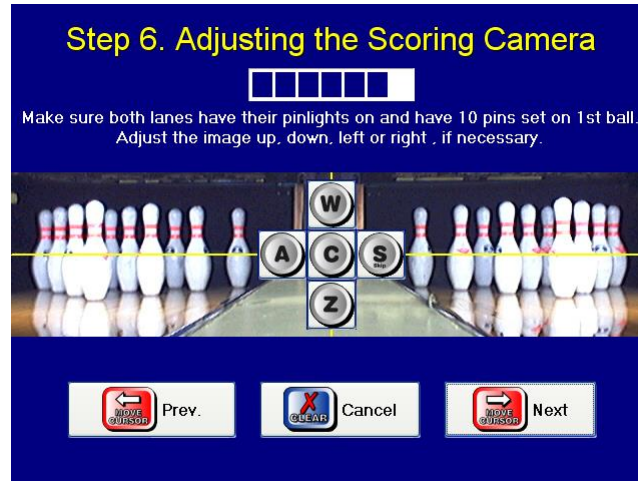 Step 6. Adjusting the Scoring Camera
Make sure both lanes have their pinlights on and have 10 pins set on 1st ball.
Adjust the image up, down, left or right , if necessary.
W
A C S
Skip
Z
MOVE CURSOR Prev.
X CLEAR Cancel
MOVE CURSOR Next